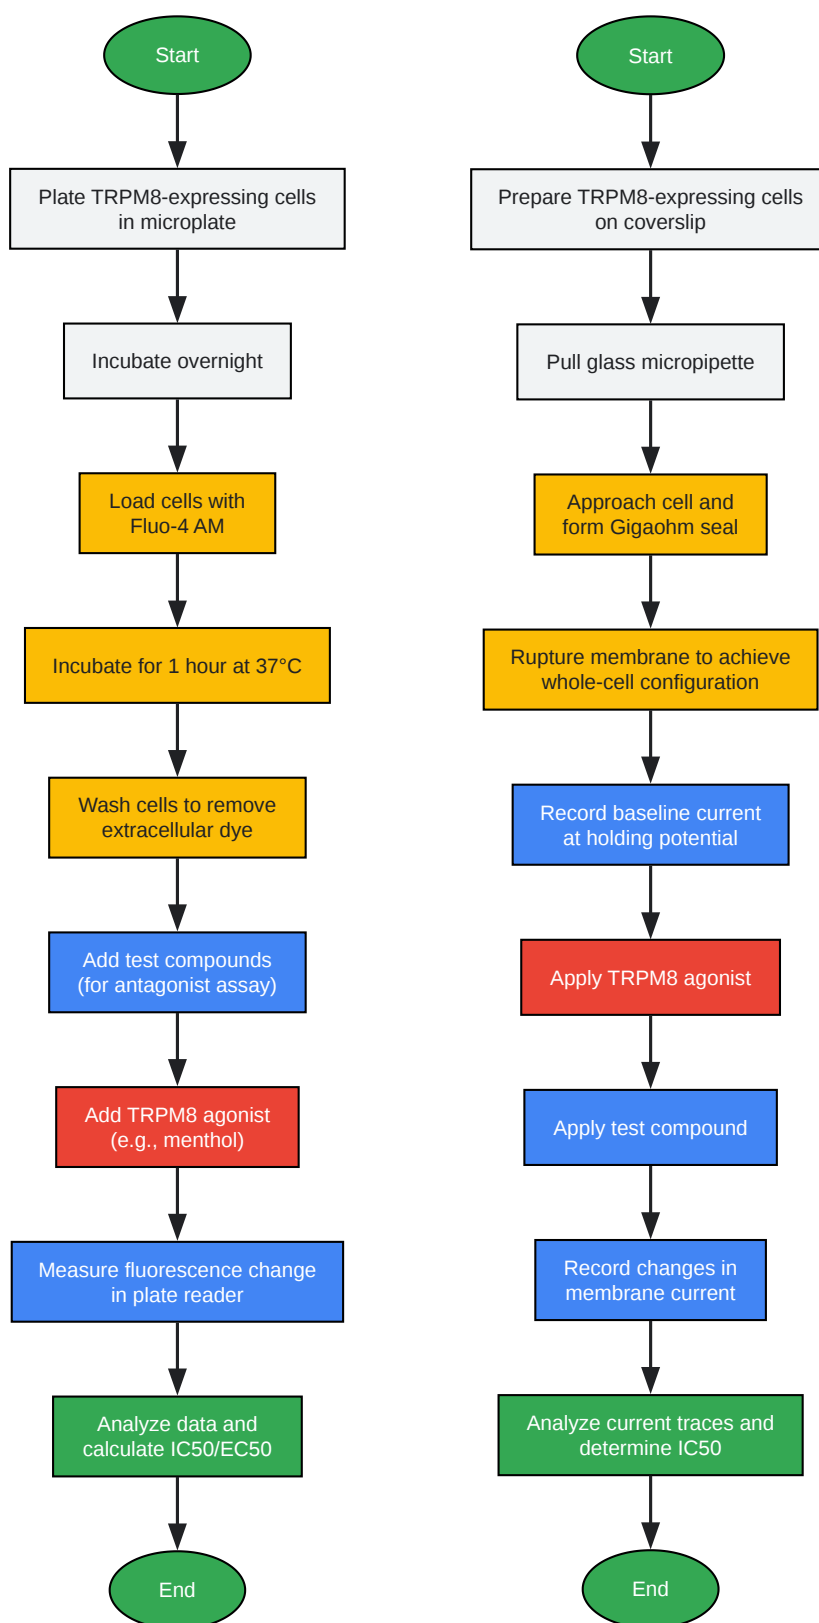 Start
Plate TRPM8-expressing cells
in microplate
Incubate overnight
Load cells with
Fluo-4 AM
Incubate for 1 hour at 37°C
Wash cells to remove
extracellular dye
Add test compounds
(for antagonist assay)
Add TRPM8 agonist
(e.g., menthol)
Measure fluorescence change
in plate reader
Analyze data and
calculate IC50/EC50
End
Start
Prepare TRPM8-expressing cells
on coverslip
Pull glass micropipette
Approach cell and
form Gigaohm seal
Rupture membrane to achieve
whole-cell configuration
Record baseline current
at holding potential
Apply TRPM8 agonist
Apply test compound
Record changes in
membrane current
Analyze current traces and
determine IC50
End